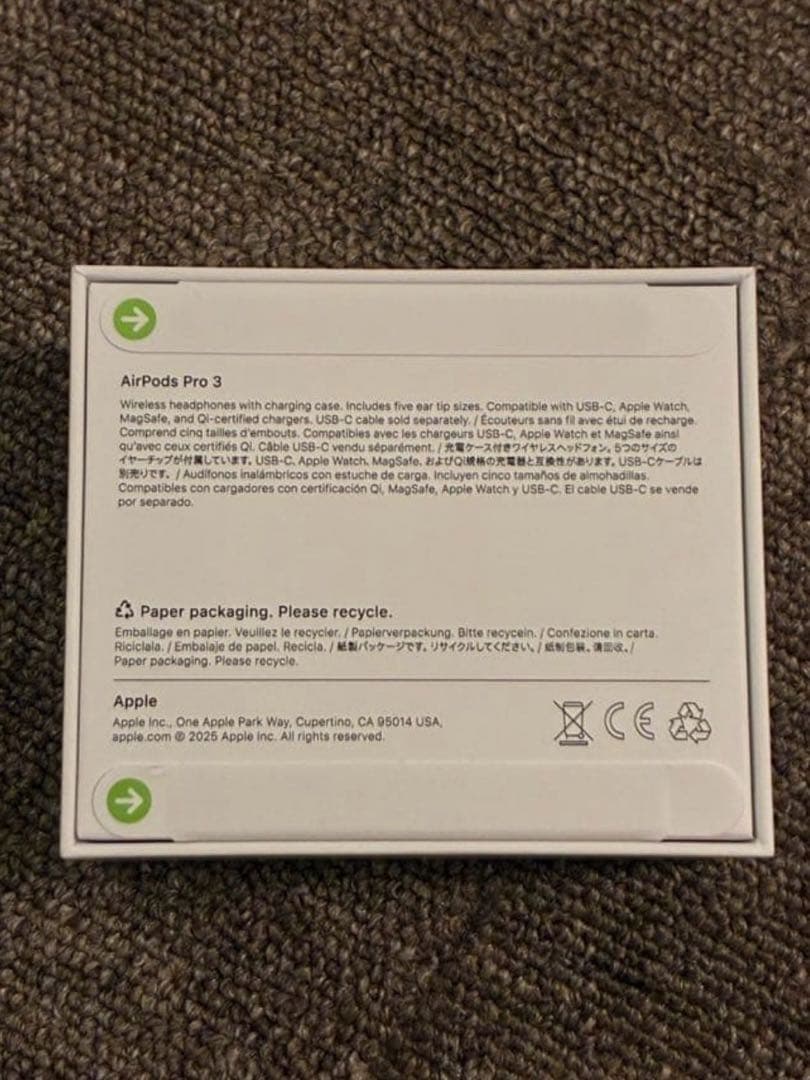 AirPods Pro 3
Wireless headphones with charging case. Includes five ear tip sizes. Compatible with USB-C, Apple Watch,
MagSafe, and Qi-certified chargers. USB-C cable sold separately. / Écouteurs sans fil avec étui de recharge.
Comprend cinq tailles d'embouts. Compatibles avec les chargeurs USB-C, Apple Watch et MagSafe ainsi
qu'avec ceux certifiés Qi. Câble USB-C vendu séparément. / 充電ケース付きワイヤレスヘッドフォン。5つのサイズの
イヤーチップが付属しています。USB-C、Apple Watch、MagSafe、およびQi規格の充電器と互換性があります。USB-Cケーブルは
別売りです。 / Audífonos inalámbricos con estuche de carga. Incluyen cinco tamaños de almohadillas.
Compatibles con cargadores con certificación Qi, MagSafe, Apple Watch y USB-C. El cable USB-C se vende
por separado.
Paper packaging. Please recycle.
Emballage en papier. Veuillez le recycler. / Papierverpackung. Bitte recyceln. / Confezione in carta.
Riciclala. / Embalaje de papel. Recicla. / 紙製パッケージです。リサイクルしてください。/ 纸制包装,请回收。/
Paper packaging. Please recycle.
Apple
Apple Inc., One Apple Park Way, Cupertino, CA 95014 USA,
apple.com ℗ 2025 Apple Inc. All rights reserved.
CE